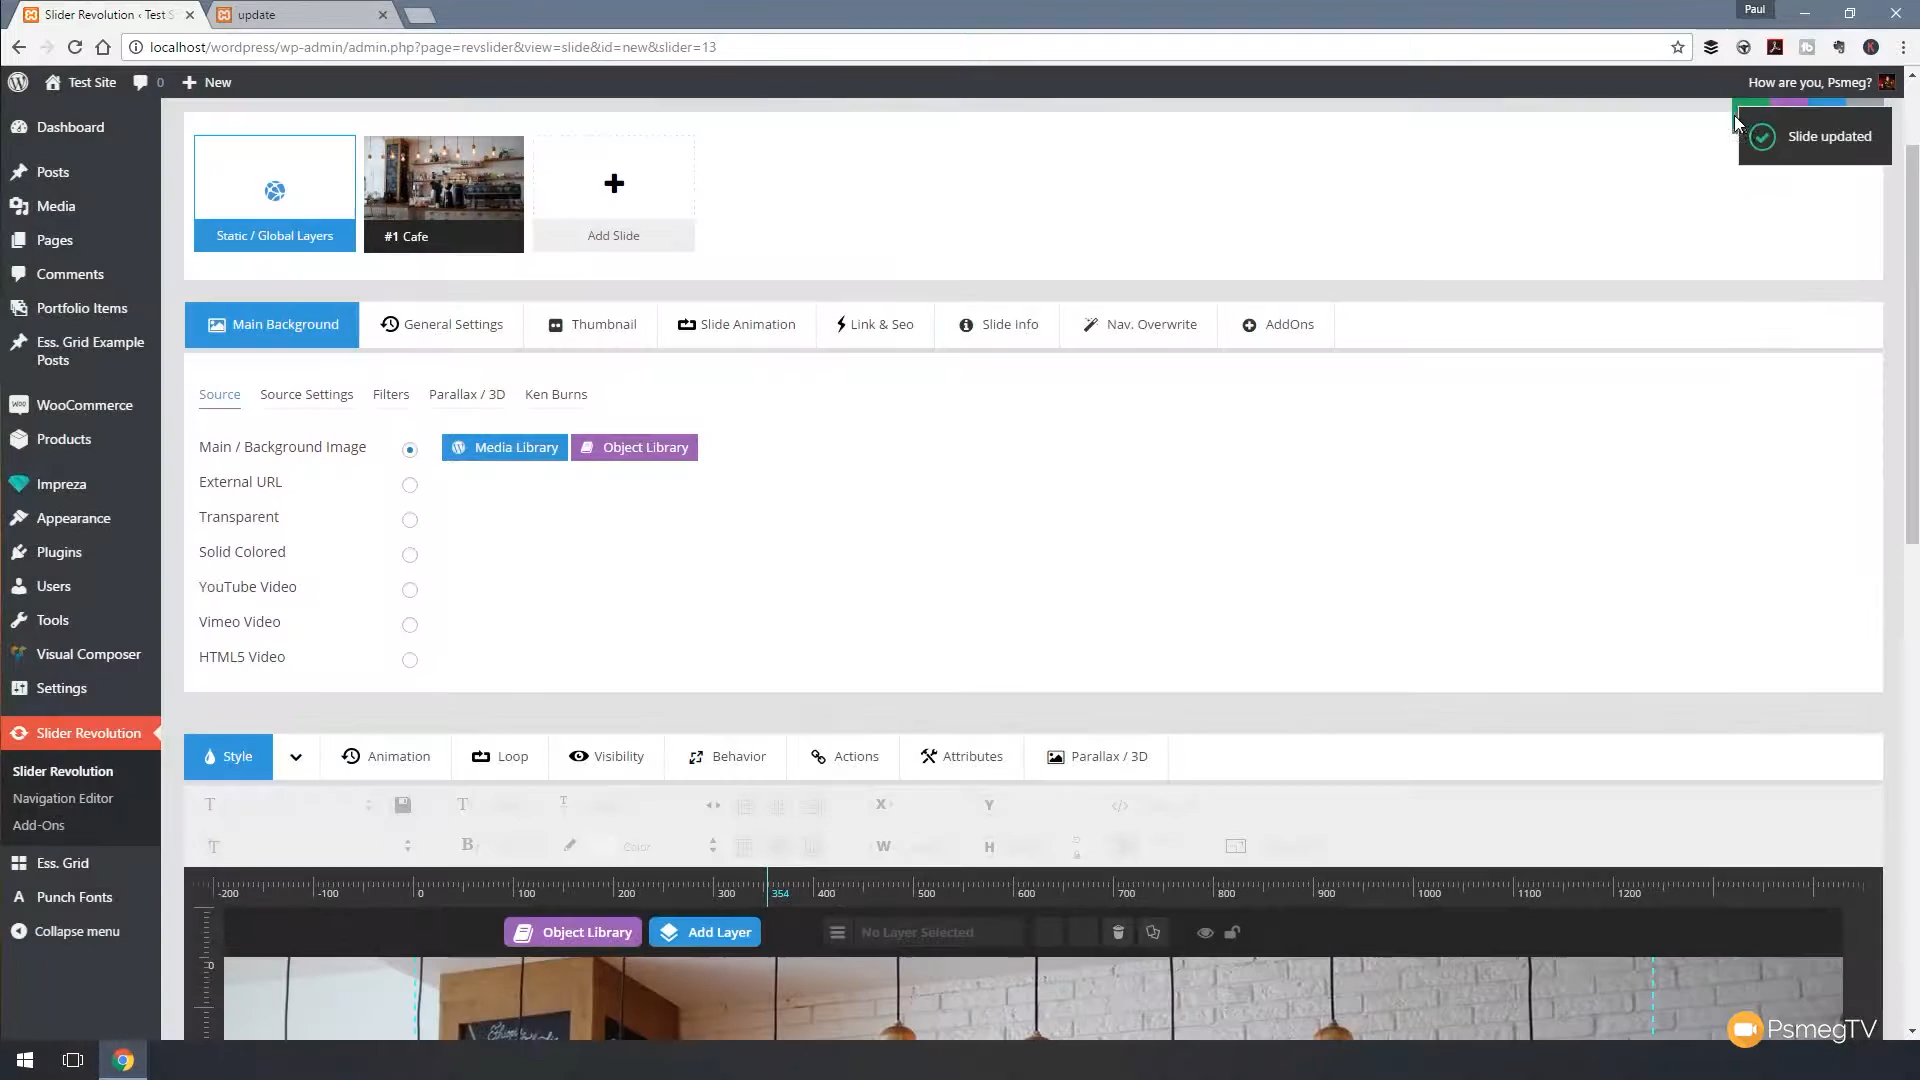 Slider Revolution ‹ Test S
update
Paul
localhost/wordpress/wp-admin/admin.php?page=revslider&view=slide&id=new&slider=13
Test Site
0
New
How are you, Psmeg?
Slide updated
Dashboard
Posts
Media
Pages
Comments
Portfolio Items
Ess. Grid Example
Posts
WooCommerce
Products
Impreza
Appearance
Plugins
Users
Tools
Visual Composer
Settings
Slider Revolution
Slider Revolution
Navigation Editor
Add-Ons
Ess. Grid
Punch Fonts
Collapse menu
Static / Global Layers
#1 Cafe
Add Slide
Main Background
General Settings
Thumbnail
Slide Animation
Link & Seo
Slide Info
Nav. Overwrite
AddOns
Source
Source Settings
Filters
Parallax / 3D
Ken Burns
Main / Background Image
Media Library
Object Library
External URL
Transparent
Solid Colored
YouTube Video
Vimeo Video
HTML5 Video
Style
Animation
Loop
Visibility
Behavior
Actions
Attributes
Parallax / 3D
X
Y
Color
W
H
-200 -100 0 100 200 300 354 400 500 600 700 800 900 1000 1100 1200
Object Library
Add Layer
No Layer Selected
0
PsmegTV